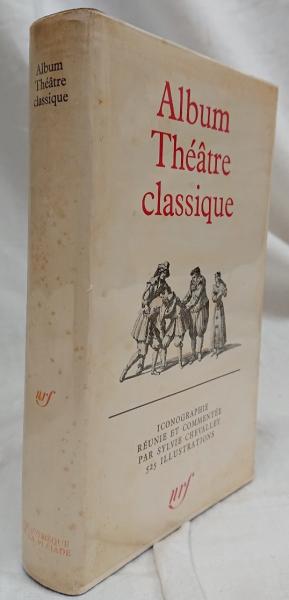 Album
Théâtre
classique
nrf
BIBLIOTHÈQUE
DE LA PLÉIADE
Album
Théâtre
classique
ICONOGRAPHIE
RÉUNIE ET COMMENTÉE
PAR SYLVIE CHEVALLEY
525 ILLUSTRATIONS
nrf